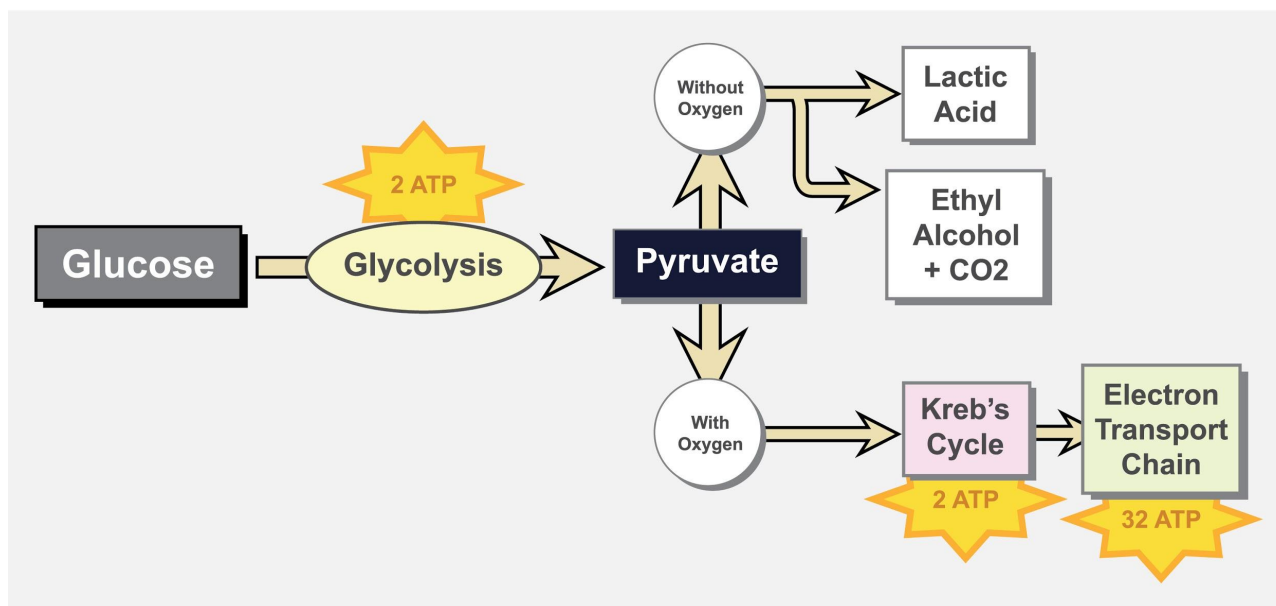 Glucose
2 ATP
Glycolysis
Pyruvate
Without
Oxygen
Lactic
Acid
Ethyl
Alcohol
+ CO2
With
Oxygen
Kreb’s
Cycle
2 ATP
Electron
Transport
Chain
32 ATP